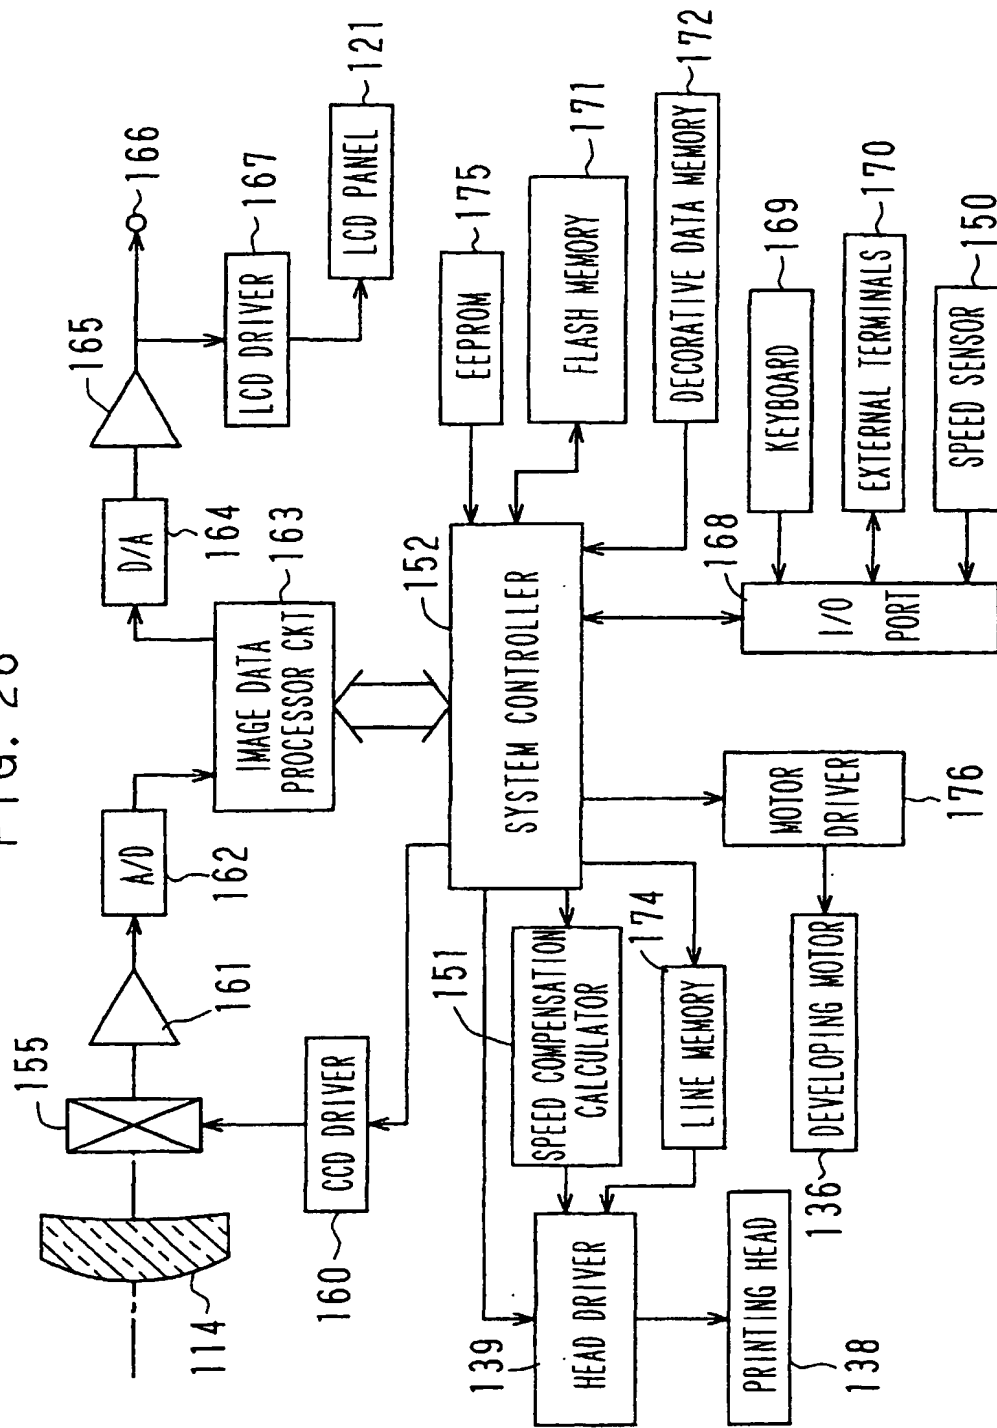 FIG.
155
114
161
A/D
162
D/A
164
165
166
IMAGE DATA
PROCESSOR CKT
163
LCD DRIVER
167
LCD PANEL
121
CCD DRIVER
160
SYSTEM CONTROLLER
152
EEPROM
175
FLASH MEMORY
171
DECORATIVE DATA MEMORY
172
151
SPEED COMPENSATION
CALCULATOR
139
HEAD DRIVER
174
LINE MEMORY
PRINTING HEAD
138
MOTOR
DRIVER
176
136
DEVELOPING MOTOR
168
I/O
PORT
KEYBOARD
169
EXTERNAL TERMINALS
170
SPEED SENSOR
150